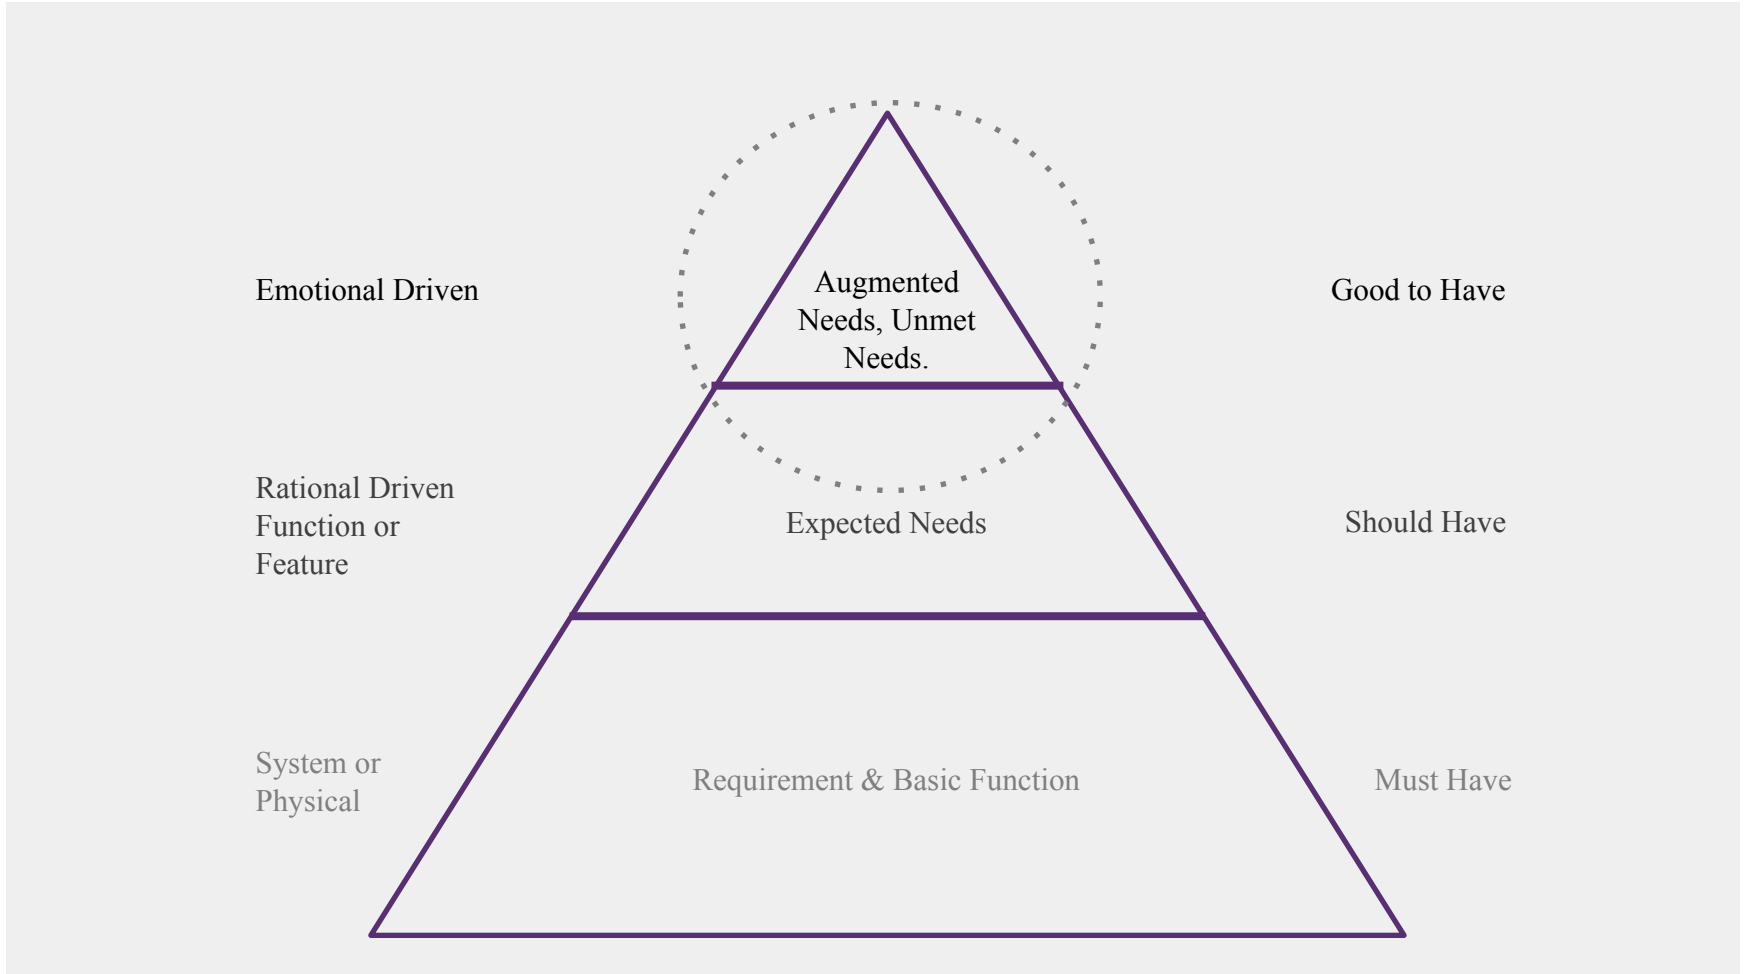 Emotional Driven
Augmented
Needs, Unmet
Needs.
Good to Have
Rational Driven
Function or
Feature
Expected Needs
Should Have
System or
Physical
Requirement & Basic Function
Must Have